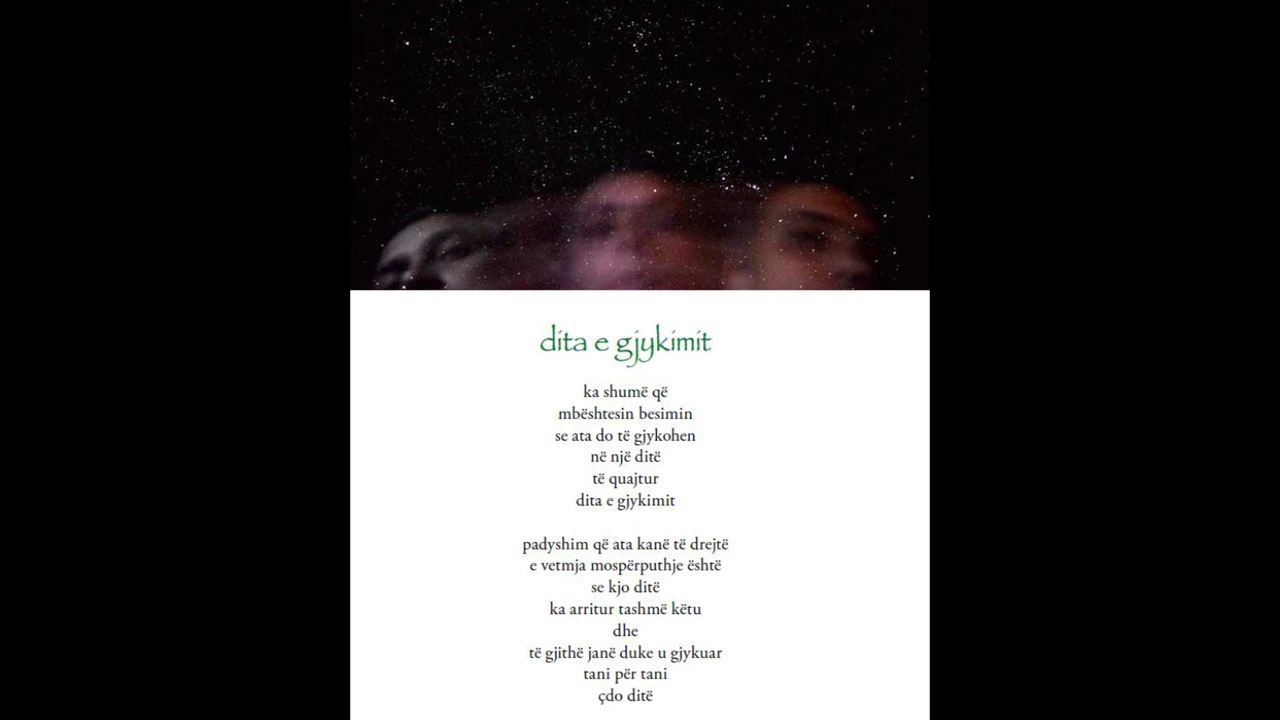 dita e gjykimit
ka shumë që
mbështesin besimin
se ata do të gjykohen
në një ditë
të quajtur
dita e gjykimit
padyshim që ata kanë të drejtë
e vetmja mospërputhje është
se kjo ditë
ka arritur tashmë këtu
dhe
të gjithë janë duke u gjykuar
tani për tani
çdo ditë